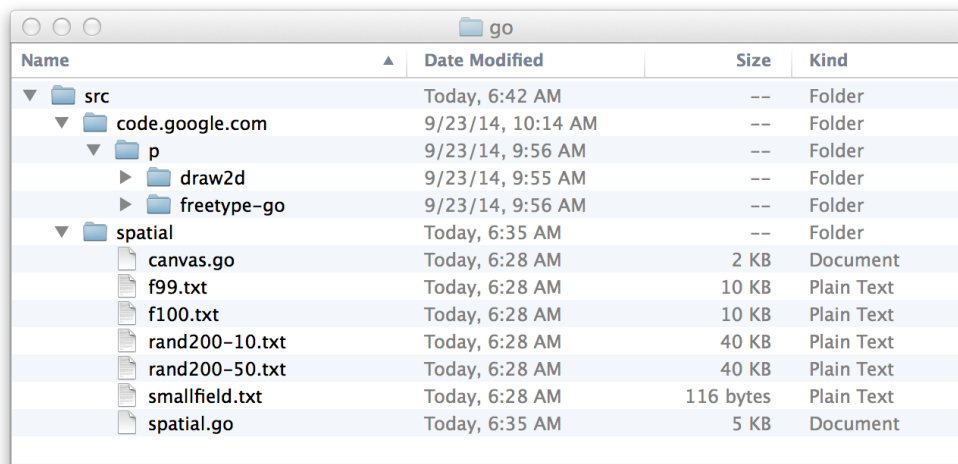 go
Name Date Modified Size Kind
src Today, 6:42 AM -- Folder
code.google.com 9/23/14, 10:14 AM -- Folder
p 9/23/14, 9:56 AM -- Folder
draw2d 9/23/14, 9:55 AM -- Folder
freetype-go 9/23/14, 9:56 AM -- Folder
spatial Today, 6:35 AM -- Folder
canvas.go Today, 6:28 AM 2 KB Document
f99.txt Today, 6:28 AM 10 KB Plain Text
f100.txt Today, 6:28 AM 10 KB Plain Text
rand200-10.txt Today, 6:28 AM 40 KB Plain Text
rand200-50.txt Today, 6:28 AM 40 KB Plain Text
smallfield.txt Today, 6:28 AM 116 bytes Plain Text
spatial.go Today, 6:35 AM 5 KB Document